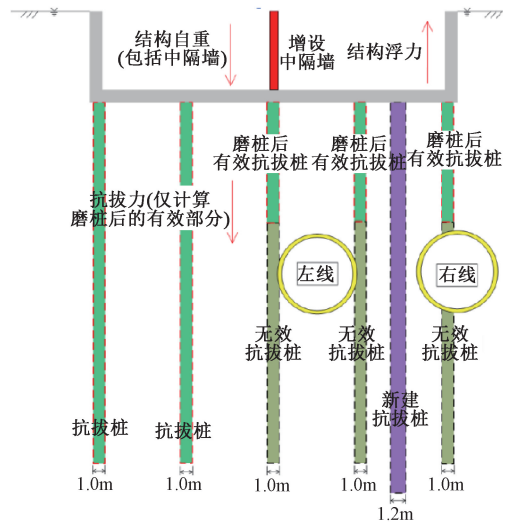 结构自重
(包括中隔墙)
增设
中隔墙
结构浮力
磨桩后
有效抗拔桩
磨桩后
有效抗拔桩
磨桩后
有效抗拔桩
抗拔力(仅计算
磨桩后的有效部分)
左线
右线
无效
抗拔桩
无效
抗拔桩
无效
抗拔桩
新建
抗拔桩
抗拔桩
抗拔桩
1.0m
1.0m
1.0m
1.0m
1.0m
1.2m